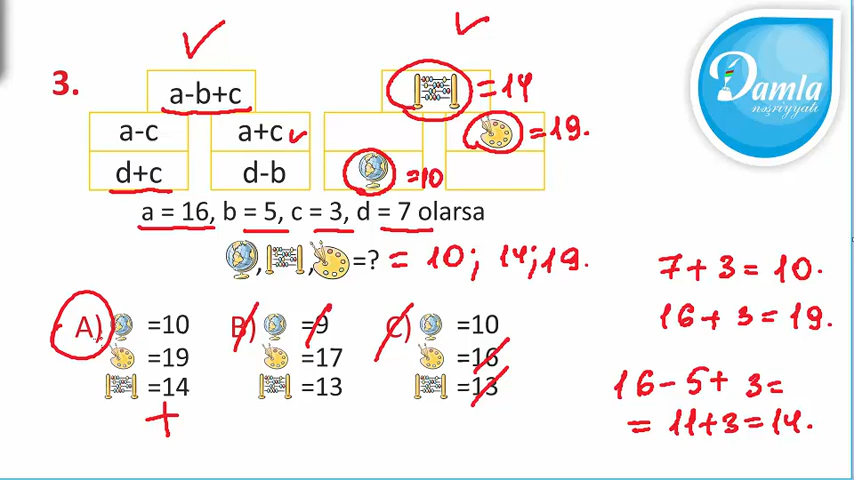 3.
a-b+c
= 14
a-c a+c
= 19.
d+c d-b
= 10
a = 16, b = 5, c = 3, d = 7 olarsa
, , =? = 10; 14; 19.
7 + 3 = 10.
16 + 3 = 19.
16 - 5 + 3 =
= 11 + 3 = 14.
A) =10
=19
=14
+
B) =9
=17
=13
C) =10
=16
=13
Damla
nəşriyyatı